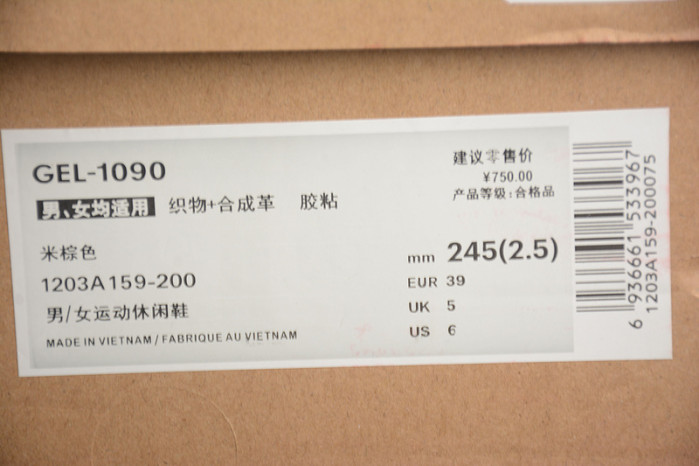 GEL-1090
男、女均适用 织物+合成革 胶粘
米棕色
1203A159-200
男/女运动休闲鞋
MADE IN VIETNAM / FABRIQUE AU VIETNAM
建议零售价
¥750.00
产品等级:合格品
mm 245(2.5)
EUR 39
UK 5
US 6
6 936661 533967
1203A159-200075